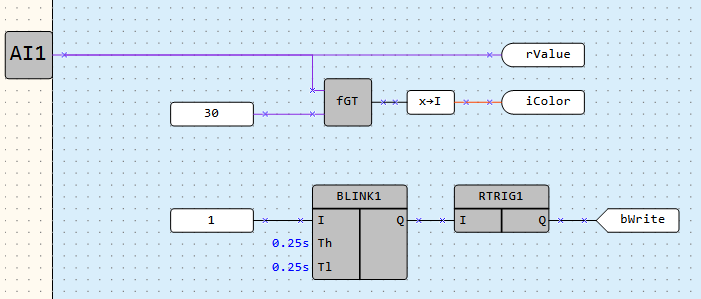 AI1
rValue
30
fGT
x→I
iColor
BLINK1
RTRIG1
1
I
Q
I
Q
bWrite
0.25s
Th
0.25s
Tl